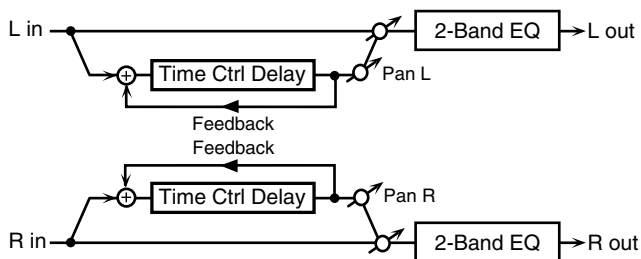 L in
2-Band EQ
L out
Time Ctrl Delay
Pan L
Feedback
Feedback
Time Ctrl Delay
Pan R
R in
2-Band EQ
R out